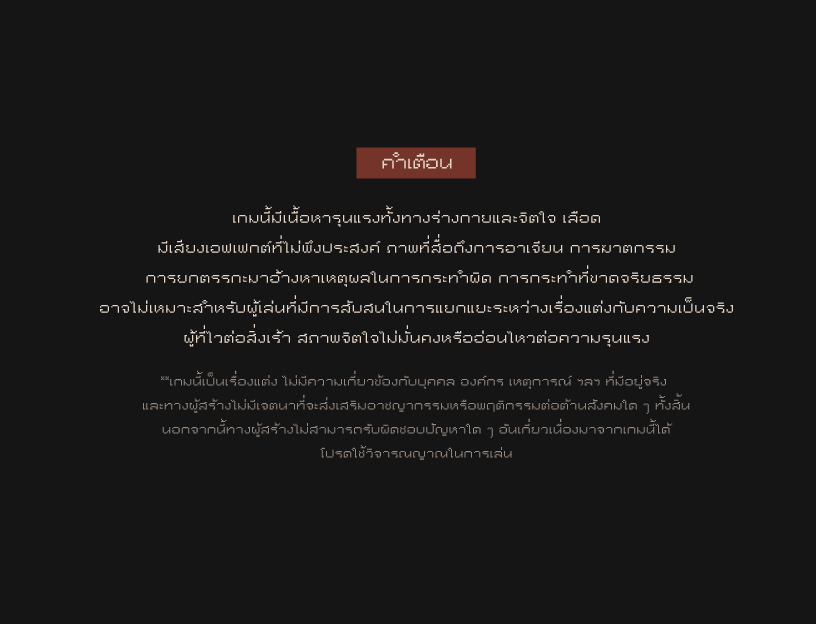 คำเตือน
เกมนี้มีเนื้อหารุนแรงทั้งทางร่างกายและจิตใจ เลือด
มีเสียงเอฟเฟกต์ที่ไม่พึงประสงค์ ภาพที่สื่อถึงการอาเจียน การฆาตกรรม
การยกตรรกะมาอ้างหาเหตุผลในการกระทำผิด การกระทำที่ขาดจริยธรรม
อาจไม่เหมาะสำหรับผู้เล่นที่มีการสับสนในการแยกแยะระหว่างเรื่องแต่งกับความเป็นจริง
ผู้ที่ไวต่อสิ่งเร้า สภาพจิตใจไม่มั่นคงหรืออ่อนไหวต่อความรุนแรง
**เกมนี้เป็นเรื่องแต่ง ไม่มีความเกี่ยวข้องกับบุคคล องค์กร เหตุการณ์ ฯลฯ ที่มีอยู่จริง
และทางผู้สร้างไม่มีเจตนาที่จะส่งเสริมอาชญากรรมหรือพฤติกรรมต่อต้านสังคมใด ๆ ทั้งสิ้น
นอกจากนี้ทางผู้สร้างไม่สามารถรับผิดชอบปัญหาใด ๆ อันเกี่ยวเนื่องมาจากเกมนี้ได้
โปรดใช้วิจารณญาณในการเล่น